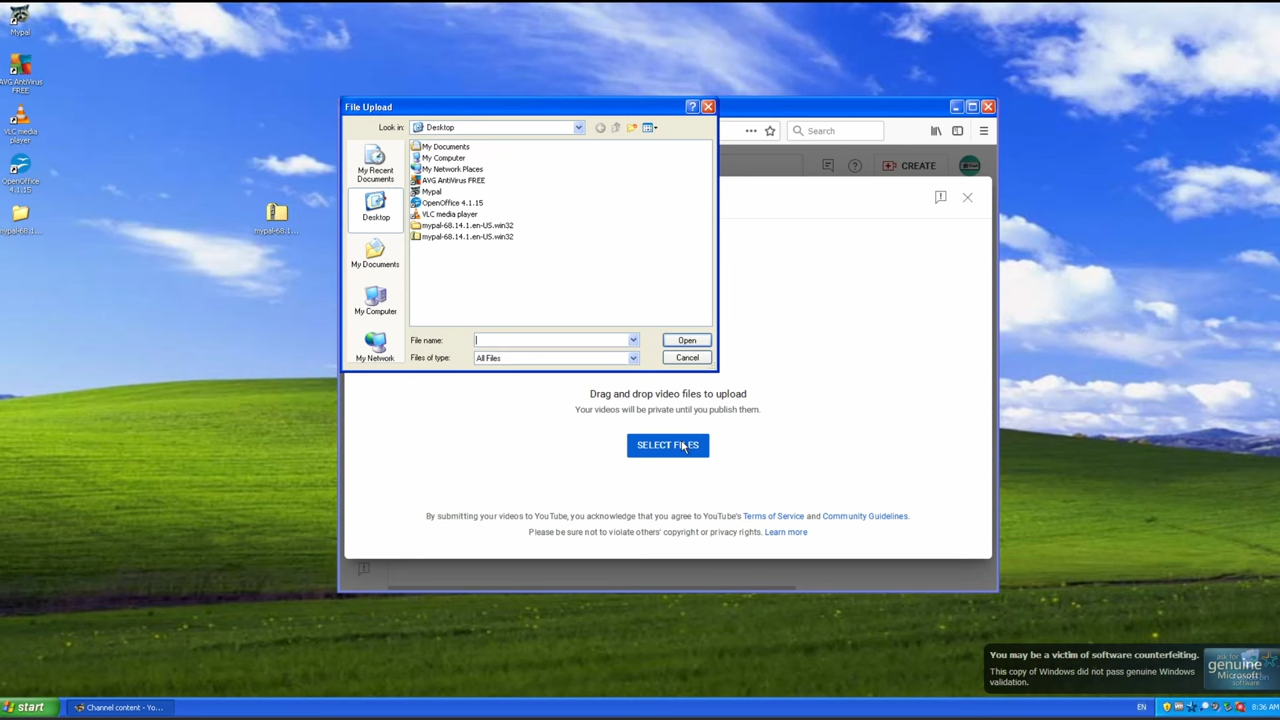 Mypal
AVG AntiVirus
FREE
VLC media
player
OpenOffice
4.1.15
mypal-68.1...
mypal-68.1...
File Upload
Look in:
Desktop
My Recent
Documents
Desktop
My Documents
My Computer
My Network
My Documents
My Computer
My Network Places
AVG AntiVirus FREE
Mypal
OpenOffice 4.1.15
VLC media player
mypal-68.14.1.en-US.win32
mypal-68.14.1.en-US.win32
File name:
Open
Files of type:
All Files
Cancel
Search
CREATE
Drag and drop video files to upload
Your videos will be private until you publish them.
SELECT FILES
By submitting your videos to YouTube, you acknowledge that you agree to YouTube's Terms of Service and Community Guidelines.
Please be sure not to violate others' copyright or privacy rights. Learn more
You may be a victim of software counterfeiting.
This copy of Windows did not pass genuine Windows
validation.
ask for
genuine
Microsoft
software
start
Channel content - Yo...
EN
8:36 AM